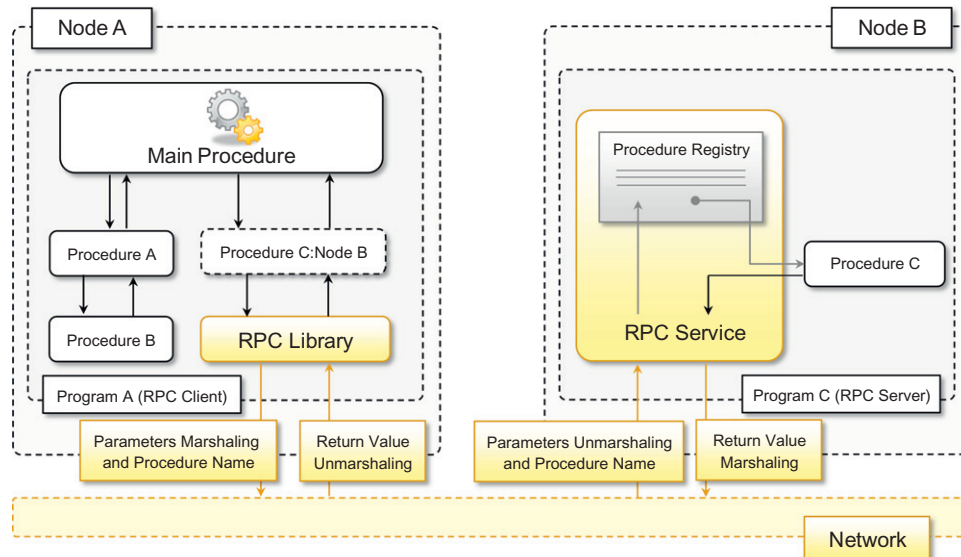 Node A
Node B
Main Procedure
Procedure Registry
Procedure A
Procedure C:Node B
Procedure C
Procedure B
RPC Library
RPC Service
Program A (RPC Client)
Program C (RPC Server)
Parameters Marshaling
and Procedure Name
Return Value
Unmarshaling
Parameters Unmarshaling
and Procedure Name
Return Value
Marshaling
Network